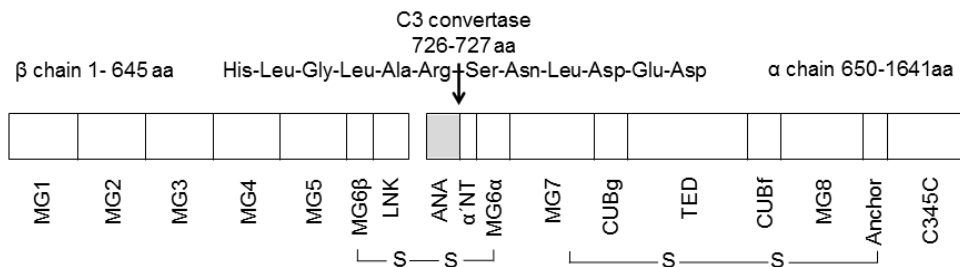 C3 convertase
726-727 aa
β chain 1- 645 aa His-Leu-Gly-Leu-Ala-Arg-Ser-Asn-Leu-Asp-Glu-Asp α chain 650-1641aa
MG1 MG2 MG3 MG4 MG5 MG6β LNK ANA α´NT MG6α MG7 CUBg TED CUBf MG8 Anchor C345C
S S S S